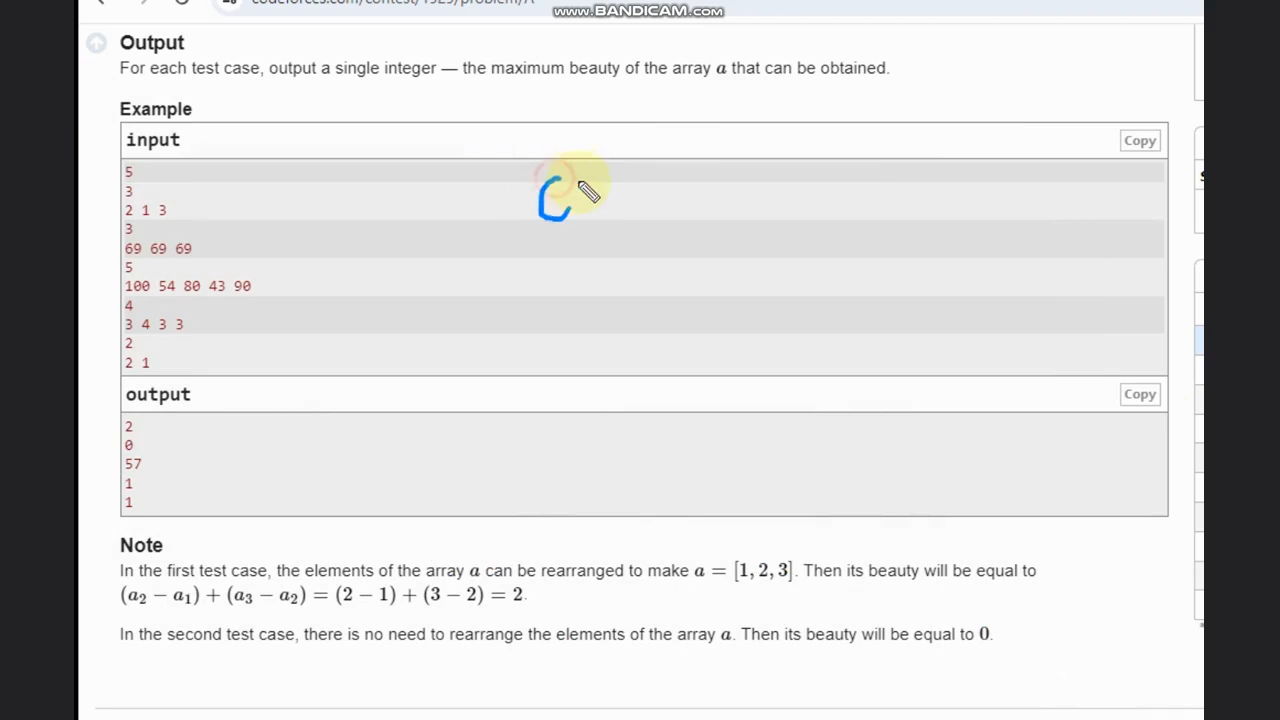 www.BANDICAM.com
Output
For each test case, output a single integer — the maximum beauty of the array a that can be obtained.
Example
input
Copy
5
3
2 1 3
3
69 69 69
5
100 54 80 43 90
4
3 4 3 3
2
2 1
output
Copy
2
0
57
1
1
Note
In the first test case, the elements of the array a can be rearranged to make a = [1, 2, 3]. Then its beauty will be equal to
(a₂ − a₁) + (a₃ − a₂) = (2 − 1) + (3 − 2) = 2.
In the second test case, there is no need to rearrange the elements of the array a. Then its beauty will be equal to 0.